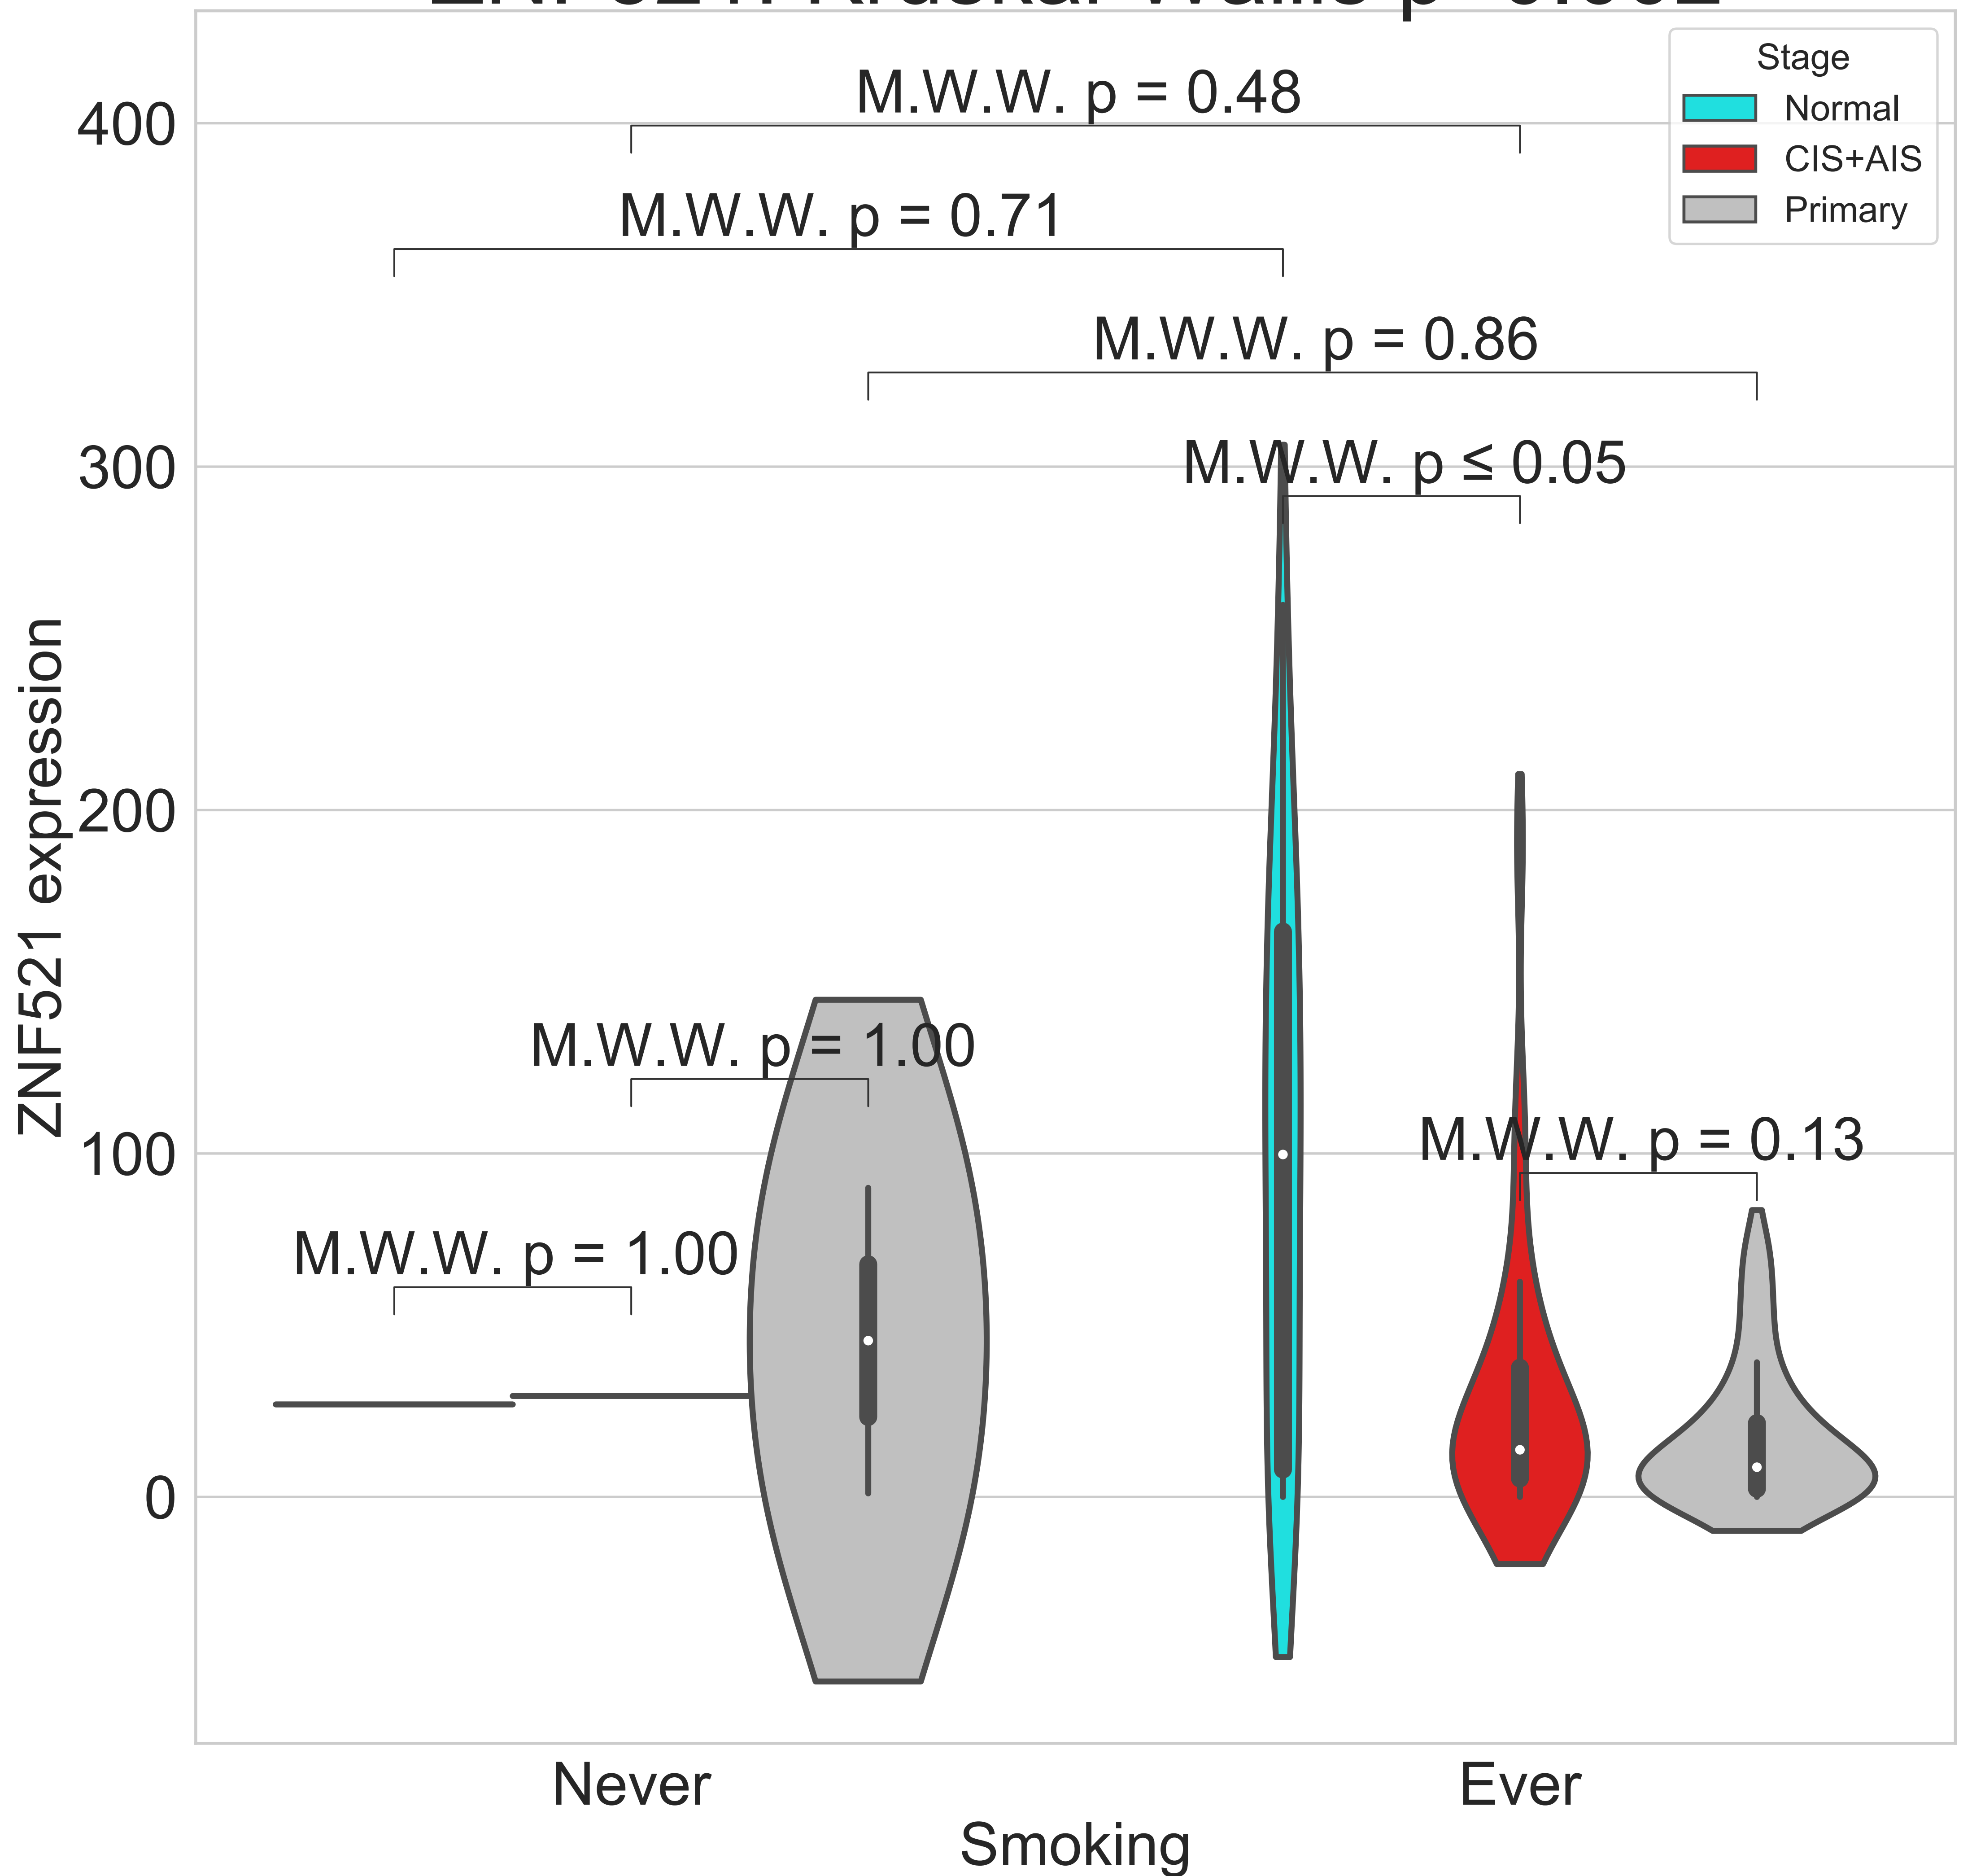 Stage
Normal
CIS+AIS
Primary
M.W.W. p = 0.48
M.W.W. p = 0.71
M.W.W. p = 0.86
M.W.W. p ≤ 0.05
M.W.W. p = 1.00
M.W.W. p = 0.13
M.W.W. p = 1.00
400
300
200
100
0
ZNF521 expression
Never
Ever
Smoking